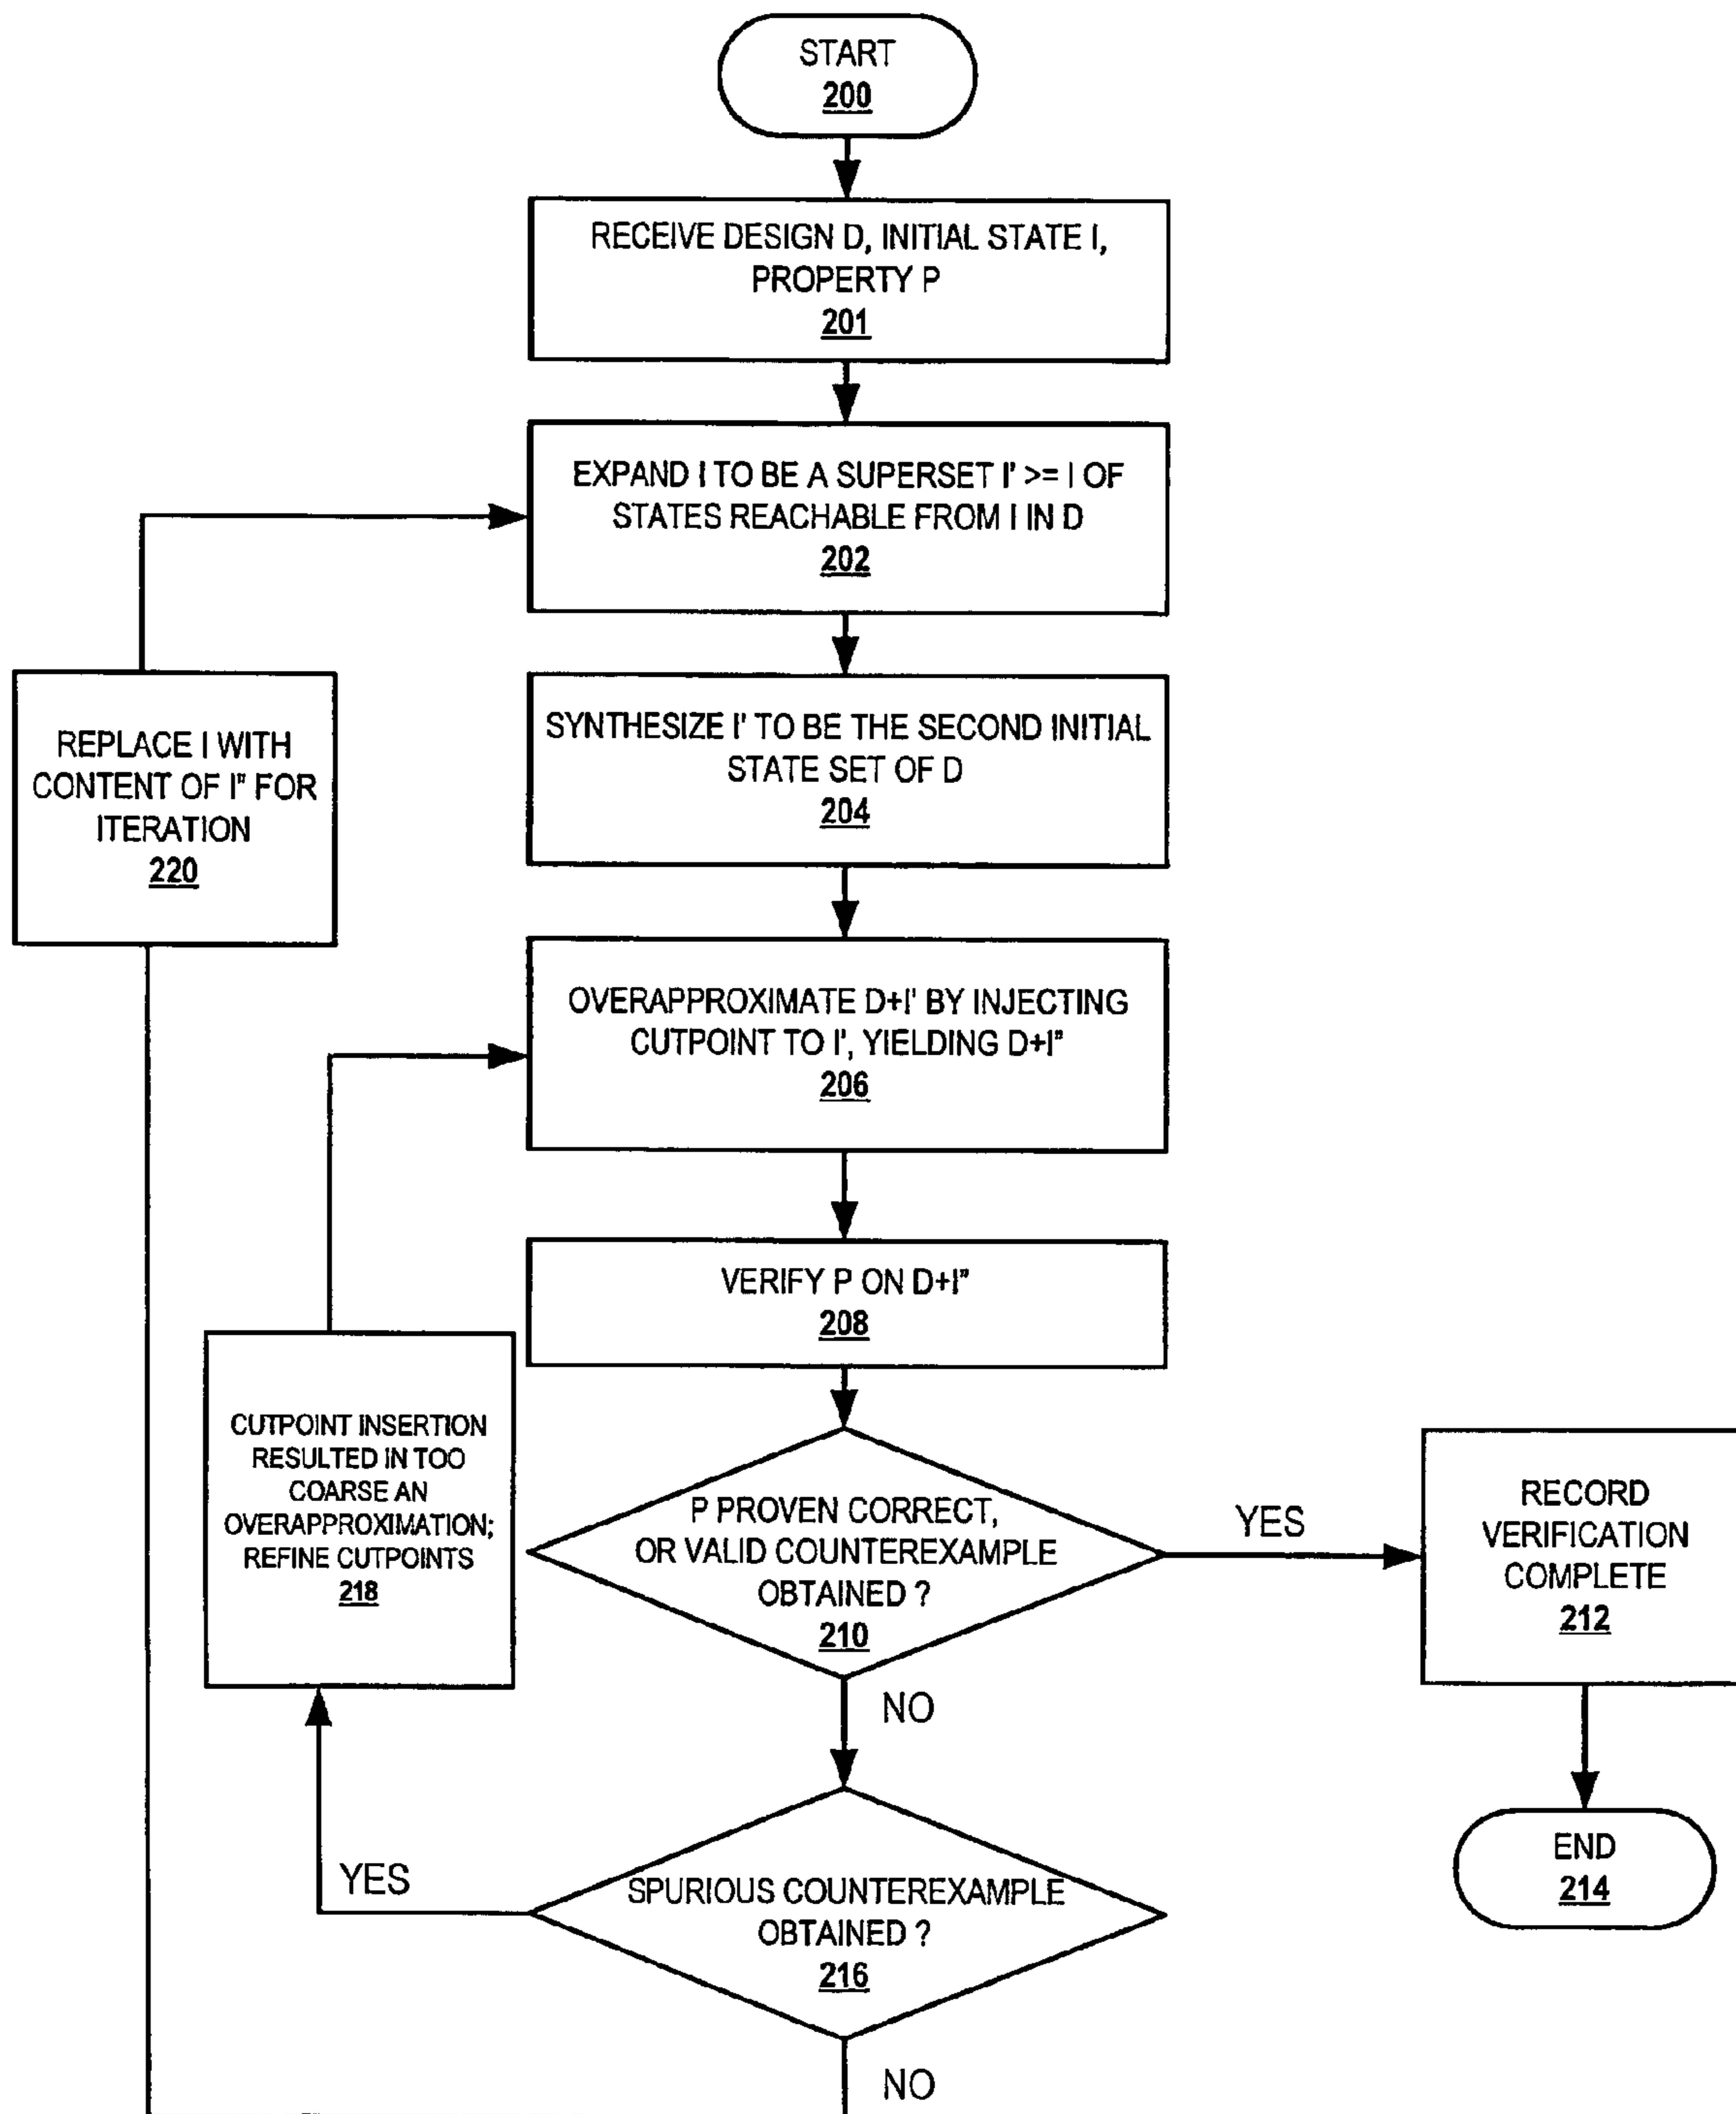 START
200
RECEIVE DESIGN D, INITIAL STATE I,
PROPERTY P
201
EXPAND I TO BE A SUPERSET I' >= I OF
STATES REACHABLE FROM I IN D
202
SYNTHESIZE I' TO BE THE SECOND INITIAL
STATE SET OF D
204
REPLACE I WITH
CONTENT OF I" FOR
ITERATION
220
OVERAPPROXIMATE D+I' BY INJECTING
CUTPOINT TO I', YIELDING D+I"
206
VERIFY P ON D+I"
208
CUTPOINT INSERTION
RESULTED IN TOO
COARSE AN
OVERAPPROXIMATION;
REFINE CUTPOINTS
218
P PROVEN CORRECT,
OR VALID COUNTEREXAMPLE
OBTAINED ?
210
YES
RECORD
VERIFICATION
COMPLETE
212
NO
END
214
YES
SPURIOUS COUNTEREXAMPLE
OBTAINED ?
216
NO